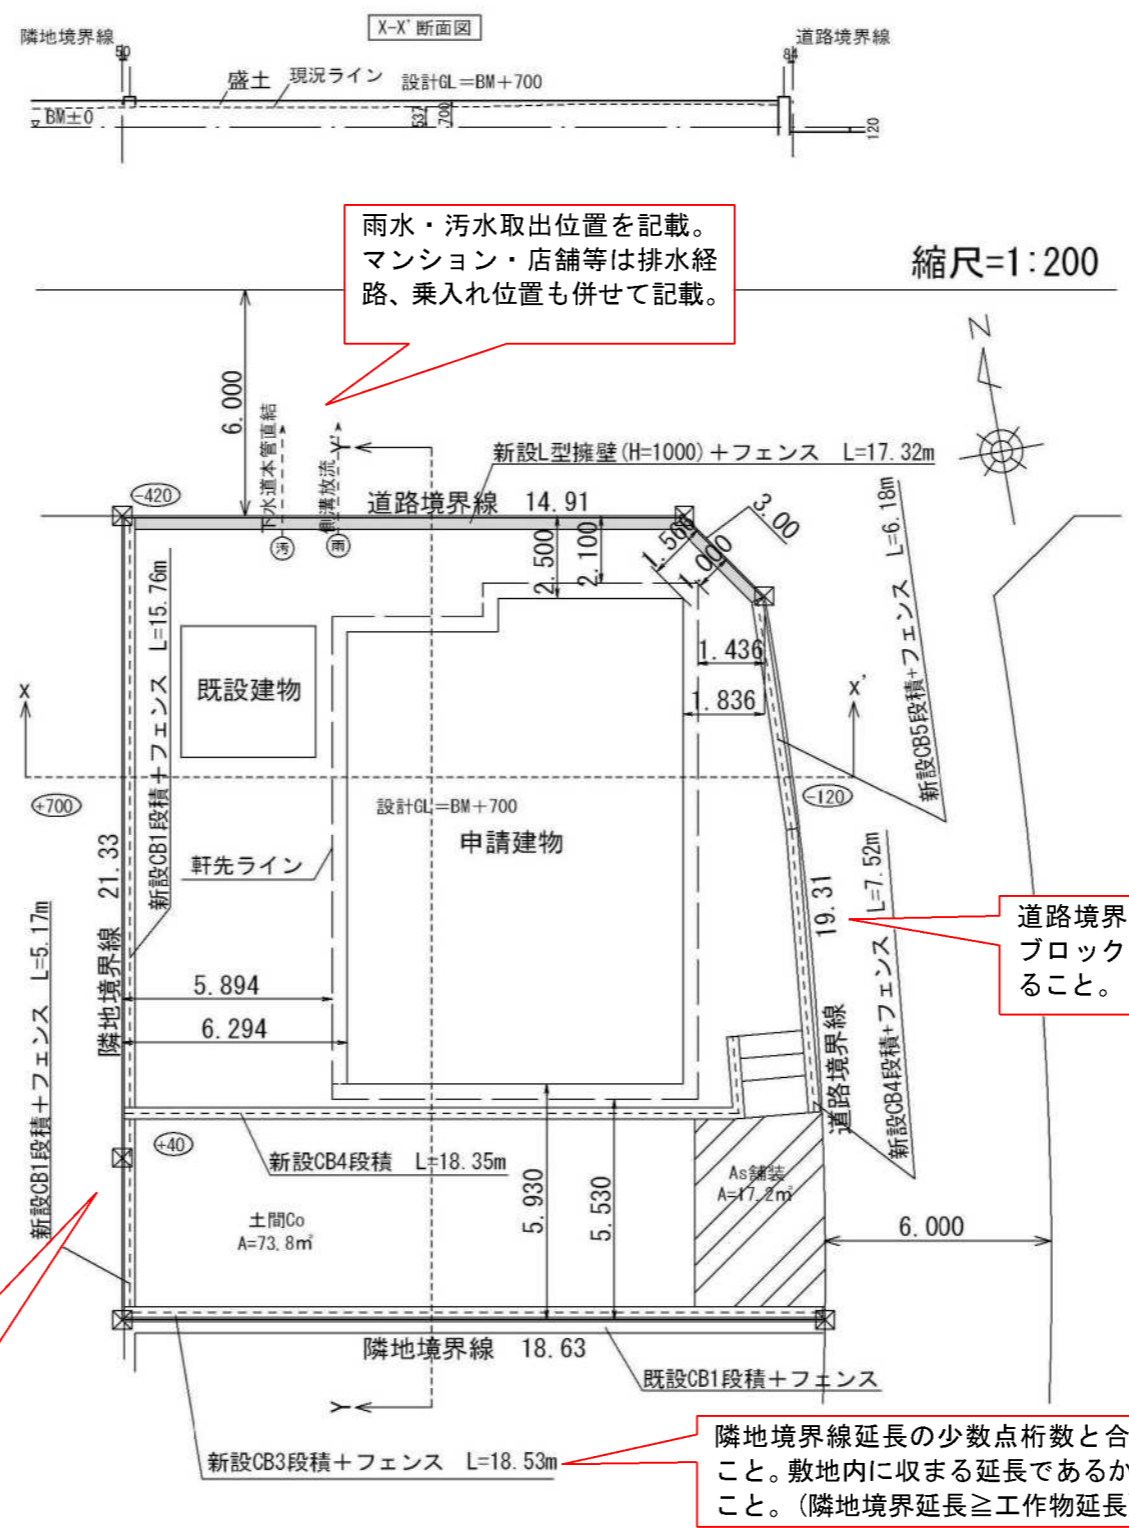 X-X' 断面図
隣地境界線
50
道路境界線
84
盛土
現況ライン
設計GL=BM+700
BM±0
537
700
120
雨水・汚水取出位置を記載。
マンション・店舗等は排水経
路、乗入れ位置も併せて記載。
縮尺=1:200
N
6.000
下水道本管直結
側溝放流
Y'
新設L型擁壁(H=1000)+フェンス L=17.32m
-420
道路境界線 14.91
汚
雨
2.500
2.100
1.500
1.000
3.00
新設CB5段積+フェンス L=6.18m
新設CB1段積+フェンス L=15.76m
既設建物
1.436
1.836
X
X'
+700
-120
設計GL=BM+700
申請建物
軒先ライン
隣地境界線 21.33
新設CB1段積+フェンス L=5.17m
5.894
6.294
19.31
道路境界線
新設CB4段積+フェンス L=7.52m
道路境界
ブロック
ること。
+40
新設CB4段積 L=18.35m
土間Co
A=73.8㎡
5.930
5.530
As舗装
A=17.2㎡
6.000
隣地境界線 18.63
既設CB1段積+フェンス
Y
新設CB3段積+フェンス L=18.53m
隣地境界線延長の少数点桁数と合
こと。敷地内に収まる延長であるか
こと。(隣地境界延長≧工作物延長